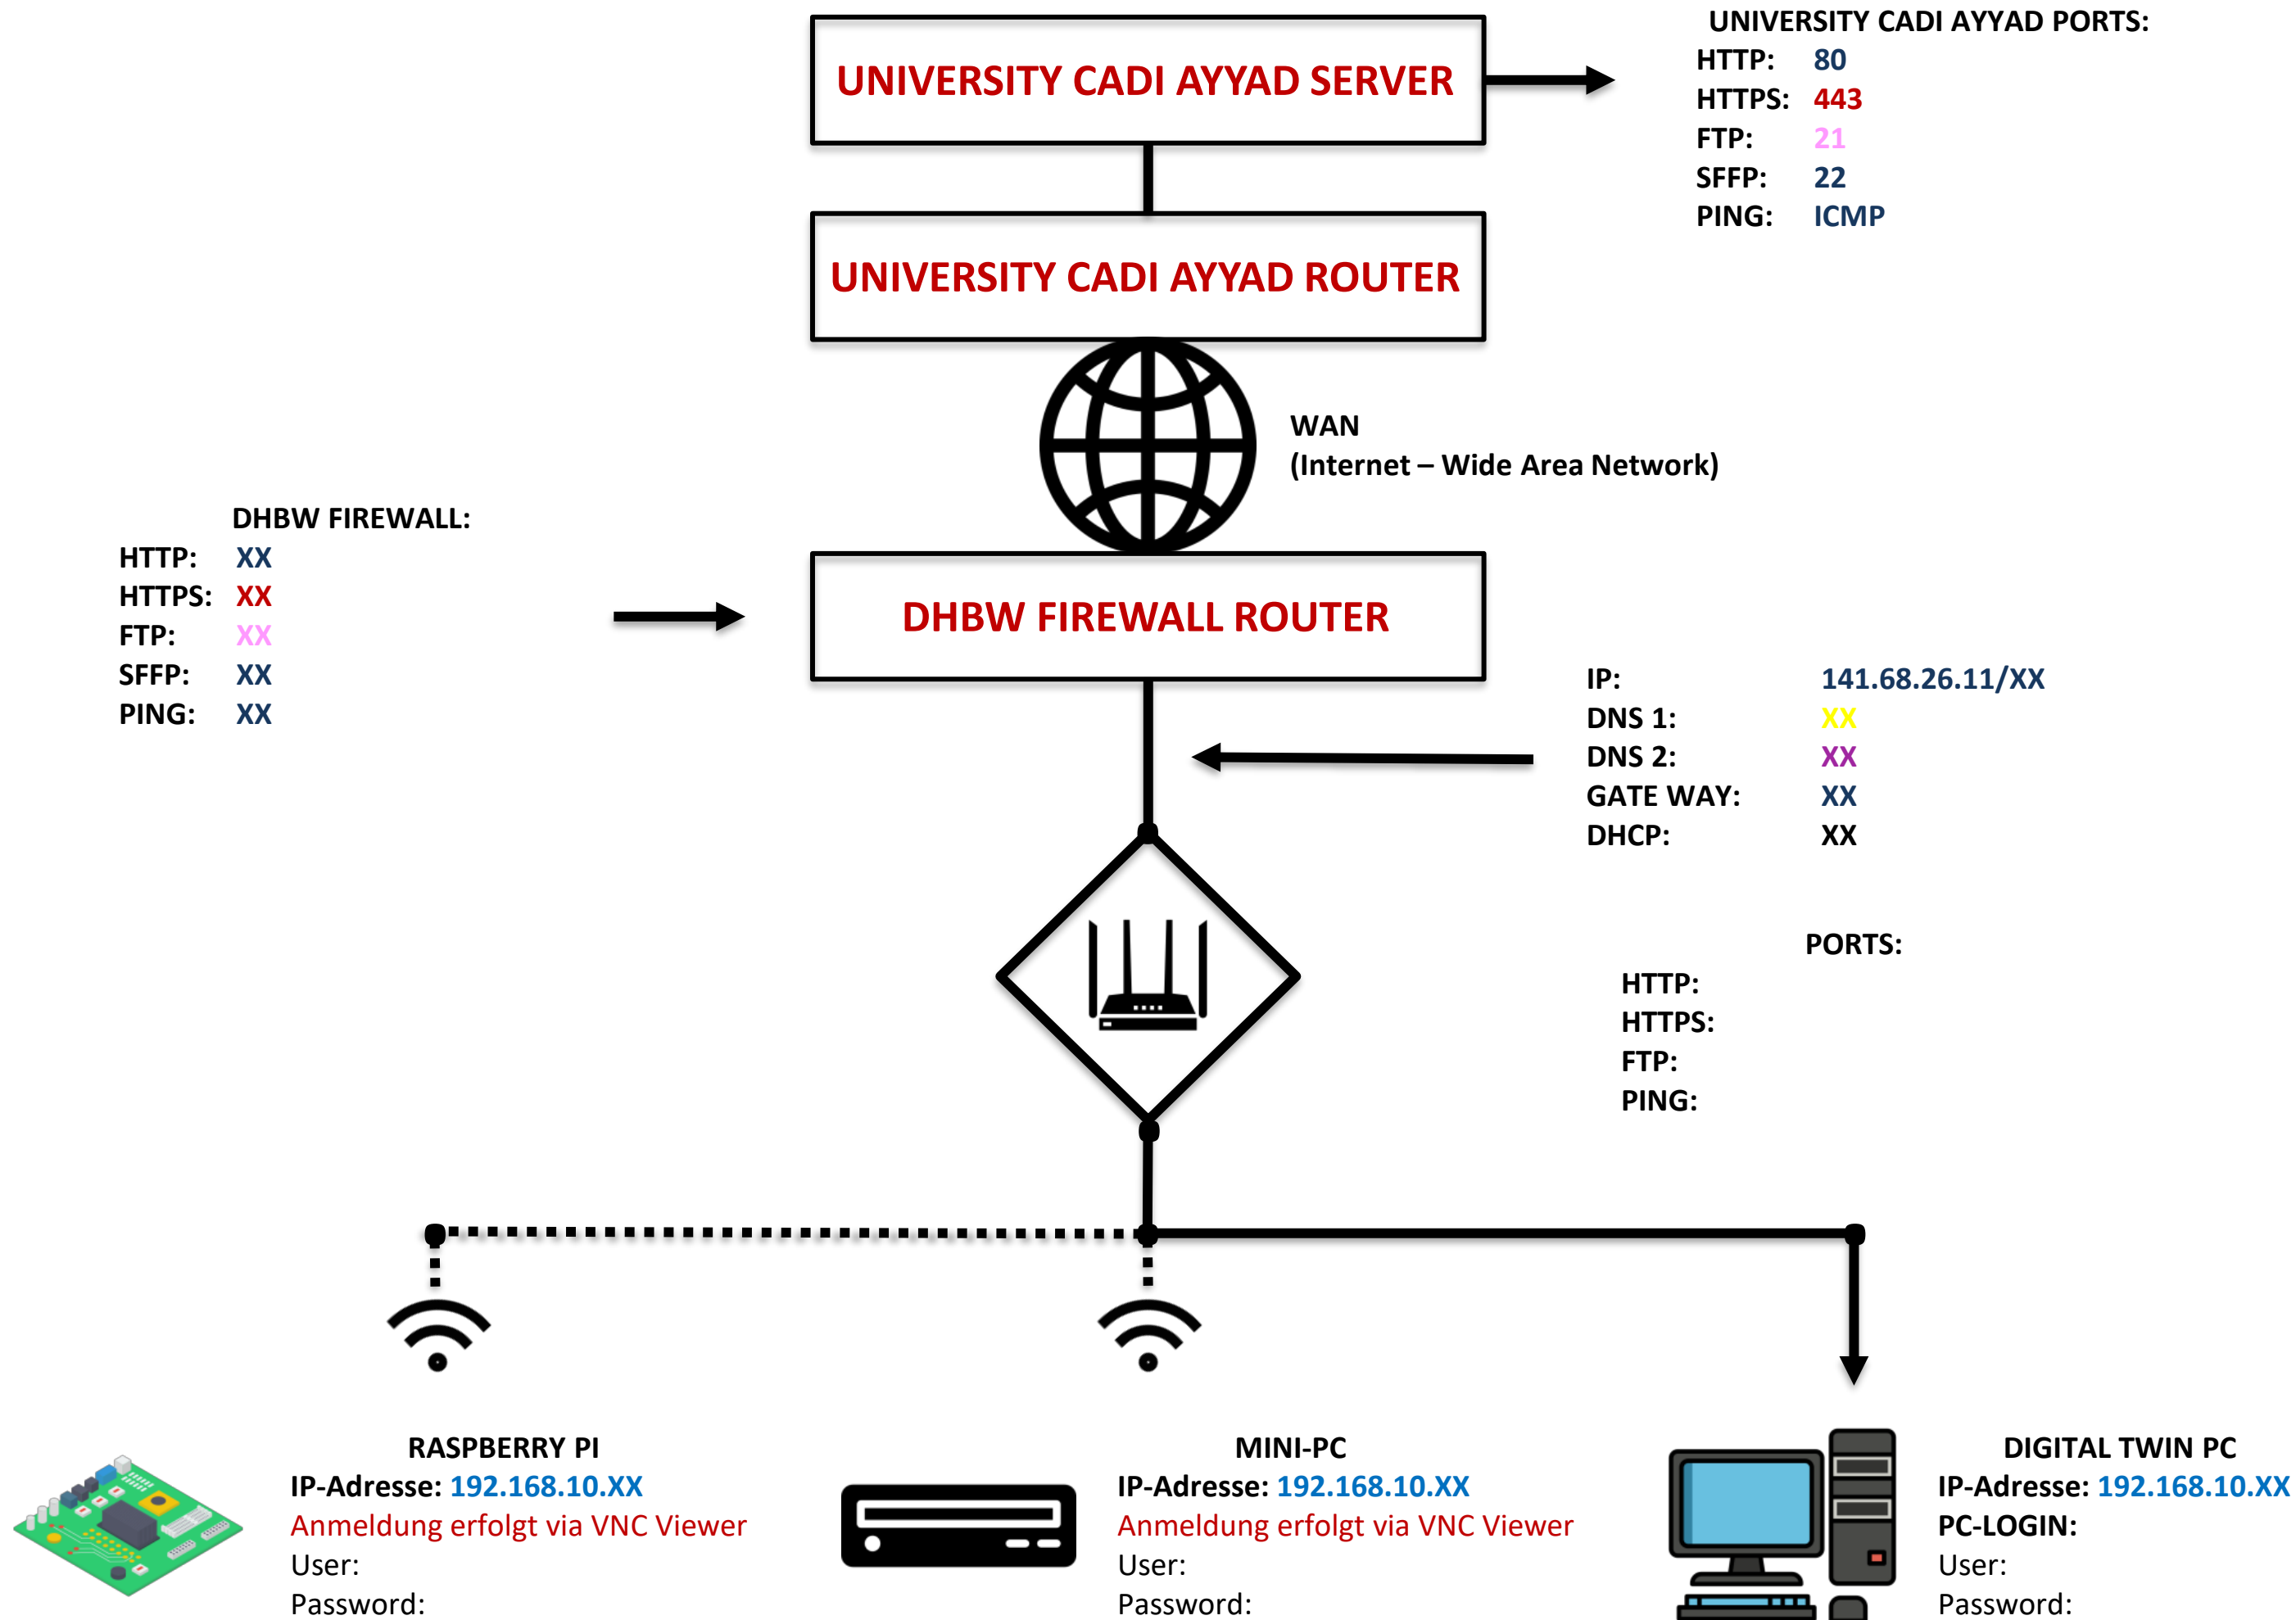 UNIVERSITY CADI AYYAD SERVER
UNIVERSITY CADI AYYAD PORTS:
HTTP: 80
HTTPS: 443
FTP: 21
SFFP: 22
PING: ICMP
UNIVERSITY CADI AYYAD ROUTER
WAN
(Internet – Wide Area Network)
DHBW FIREWALL:
HTTP: XX
HTTPS: XX
FTP: XX
SFFP: XX
PING: XX
DHBW FIREWALL ROUTER
IP: 141.68.26.11/XX
DNS 1: XX
DNS 2: XX
GATE WAY: XX
DHCP: XX
PORTS:
HTTP:
HTTPS:
FTP:
PING:
RASPBERRY PI
IP-Adresse: 192.168.10.XX
Anmeldung erfolgt via VNC Viewer
User:
Password:
MINI-PC
IP-Adresse: 192.168.10.XX
Anmeldung erfolgt via VNC Viewer
User:
Password:
DIGITAL TWIN PC
IP-Adresse: 192.168.10.XX
PC-LOGIN:
User:
Password: